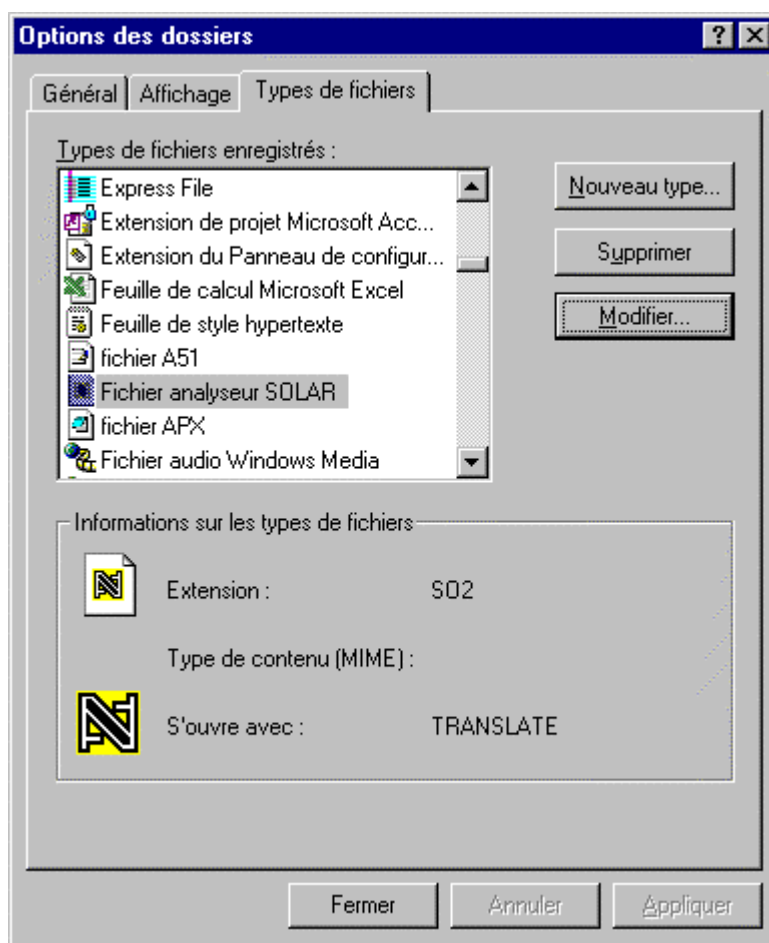 Options des dossiers
Général Affichage Types de fichiers
Types de fichiers enregistrés :
Express File
Extension de projet Microsoft Acc...
Extension du Panneau de configur...
Feuille de calcul Microsoft Excel
Feuille de style hypertexte
fichier A51
Fichier analyseur SOLAR
fichier APX
Fichier audio Windows Media
Nouveau type...
Supprimer
Modifier...
Informations sur les types de fichiers
Extension : SO2
Type de contenu (MIME) :
S'ouvre avec : TRANSLATE
Fermer Annuler Appliquer